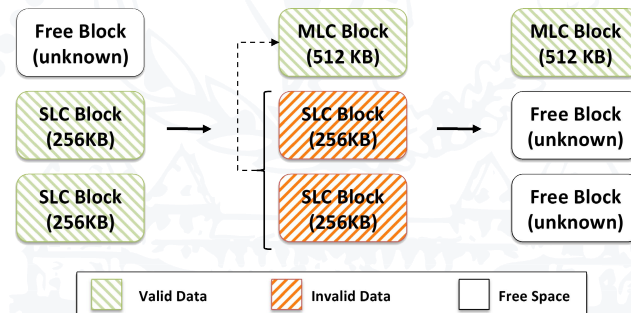 Free Block
(unknown)
MLC Block
(512 KB)
MLC Block
(512 KB)
SLC Block
(256KB)
SLC Block
(256KB)
Free Block
(unknown)
SLC Block
(256KB)
SLC Block
(256KB)
Free Block
(unknown)
Valid Data
Invalid Data
Free Space